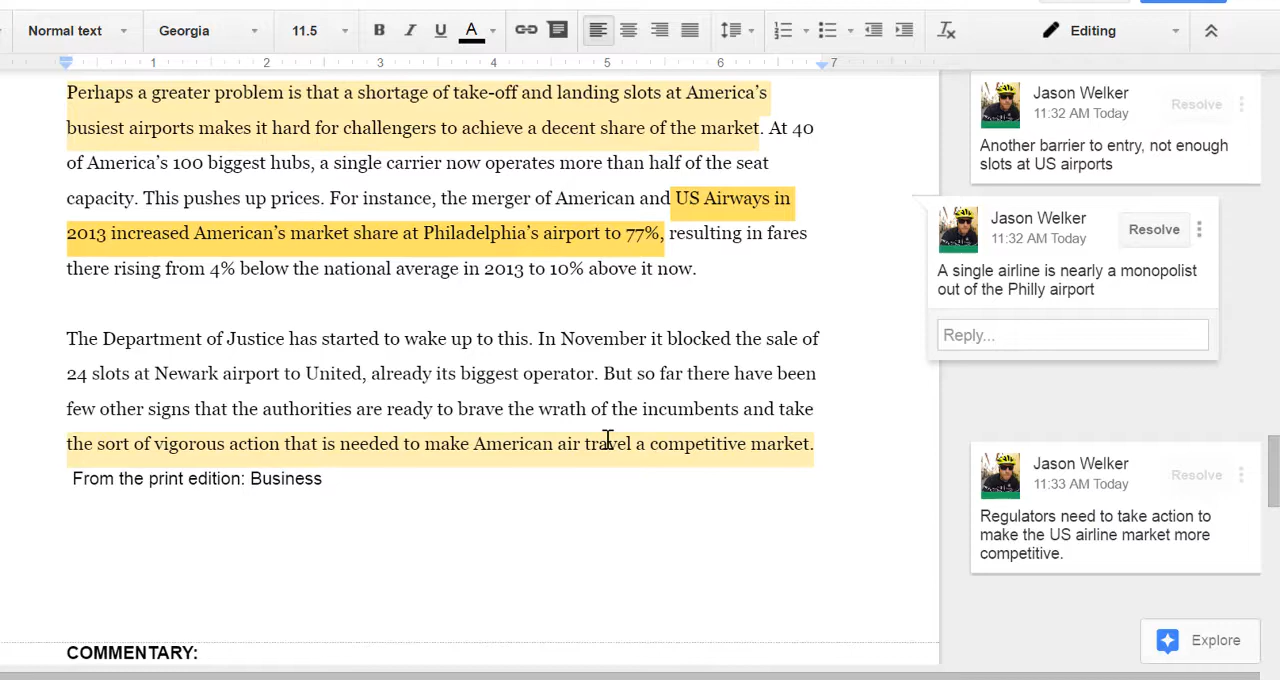 Normal text
Georgia
11.5
B
I
U
A
Editing
1
2
3
4
5
6
7
Perhaps a greater problem is that a shortage of take-off and landing slots at America's
busiest airports makes it hard for challengers to achieve a decent share of the market. At 40
of America's 100 biggest hubs, a single carrier now operates more than half of the seat
capacity. This pushes up prices. For instance, the merger of American and US Airways in
2013 increased American's market share at Philadelphia's airport to 77%, resulting in fares
there rising from 4% below the national average in 2013 to 10% above it now.
The Department of Justice has started to wake up to this. In November it blocked the sale of
24 slots at Newark airport to United, already its biggest operator. But so far there have been
few other signs that the authorities are ready to brave the wrath of the incumbents and take
the sort of vigorous action that is needed to make American air travel a competitive market.
From the print edition: Business
COMMENTARY:
Jason Welker
11:32 AM Today
Resolve
Another barrier to entry, not enough
slots at US airports
Jason Welker
11:32 AM Today
Resolve
A single airline is nearly a monopolist
out of the Philly airport
Reply...
Jason Welker
11:33 AM Today
Resolve
Regulators need to take action to
make the US airline market more
competitive.
Explore